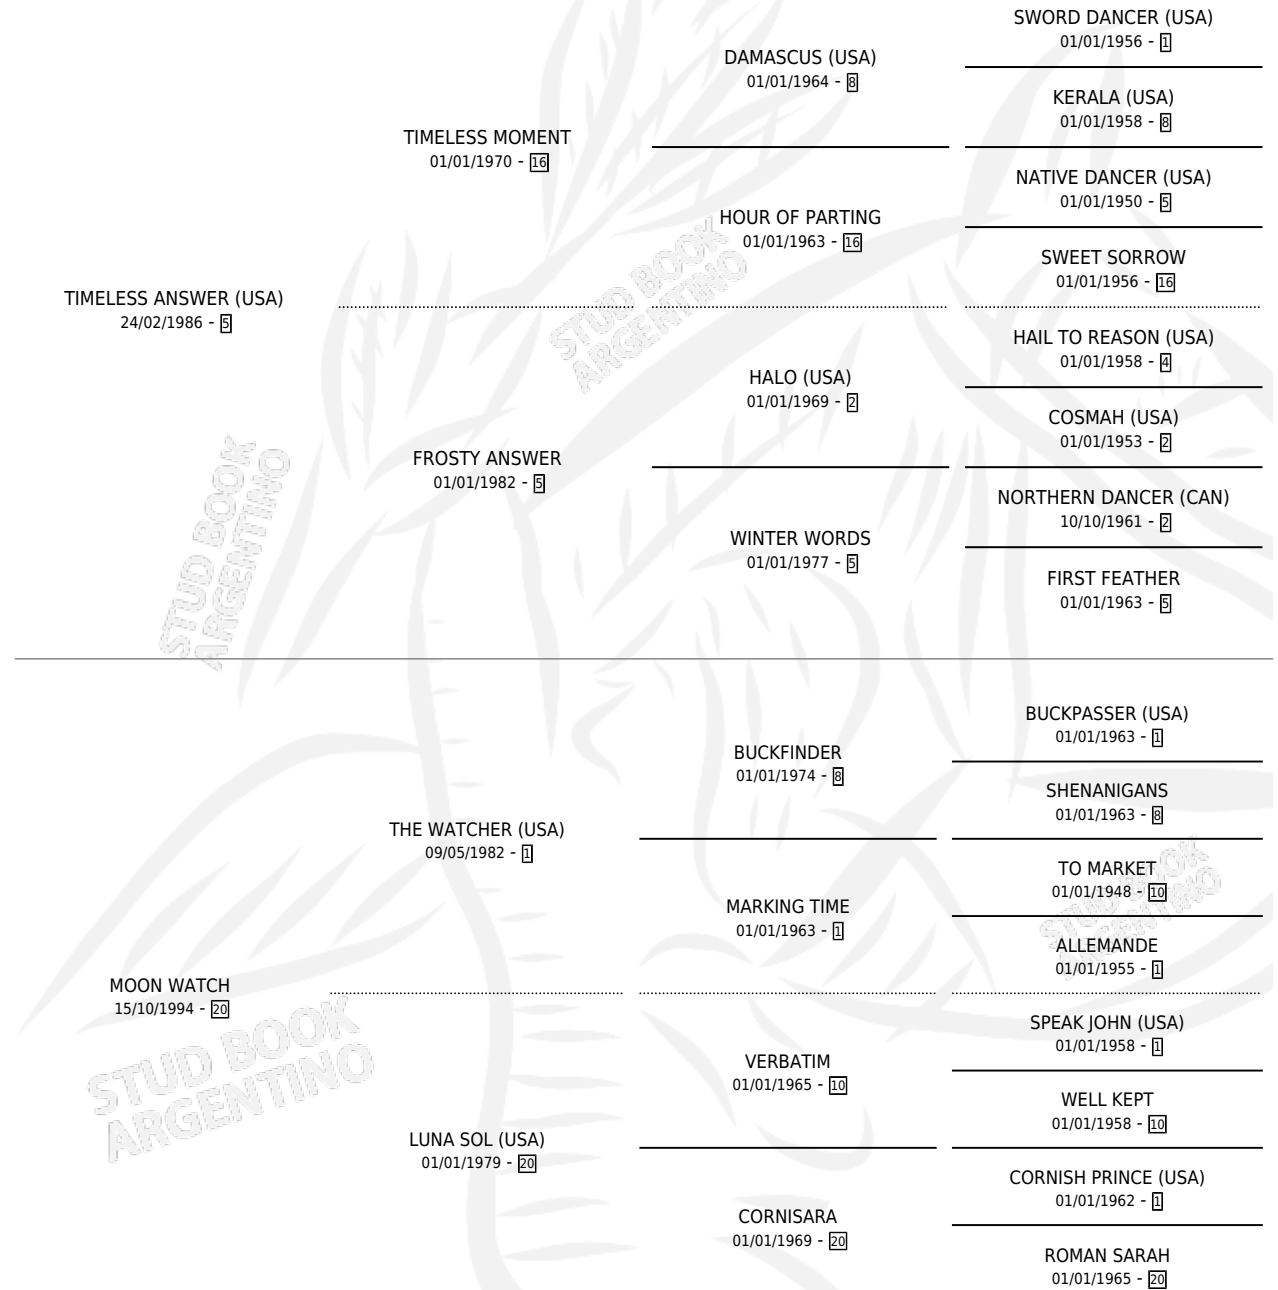 SWORD DANCER (USA)
01/01/1956 - 1
DAMASCUS (USA)
01/01/1964 - 8
KERALA (USA)
01/01/1958 - 8
TIMELESS MOMENT
01/01/1970 - 16
NATIVE DANCER (USA)
01/01/1950 - 5
HOUR OF PARTING
01/01/1963 - 16
SWEET SORROW
01/01/1956 - 16
TIMELESS ANSWER (USA)
24/02/1986 - 5
STUD BOOK
ARGENTINO
HAIL TO REASON (USA)
01/01/1958 - 4
HALO (USA)
01/01/1969 - 2
COSMAH (USA)
01/01/1953 - 2
FROSTY ANSWER
01/01/1982 - 5
NORTHERN DANCER (CAN)
10/10/1961 - 2
WINTER WORDS
01/01/1977 - 5
FIRST FEATHER
01/01/1963 - 5
STUD BOOK
ARGENTINO
BUCKPASSER (USA)
01/01/1963 - 1
BUCKFINDER
01/01/1974 - 8
SHENANIGANS
01/01/1963 - 8
THE WATCHER (USA)
09/05/1982 - 1
TO MARKET
01/01/1948 - 10
MARKING TIME
01/01/1963 - 1
ALLEMANDE
01/01/1955 - 1
STUD BOOK
ARGENTINO
MOON WATCH
15/10/1994 - 20
STUD BOOK
ARGENTINO
SPEAK JOHN (USA)
01/01/1958 - 1
VERBATIM
01/01/1965 - 10
WELL KEPT
01/01/1958 - 10
LUNA SOL (USA)
01/01/1979 - 20
CORNISH PRINCE (USA)
01/01/1962 - 1
CORNISARA
01/01/1969 - 20
ROMAN SARAH
01/01/1965 - 20